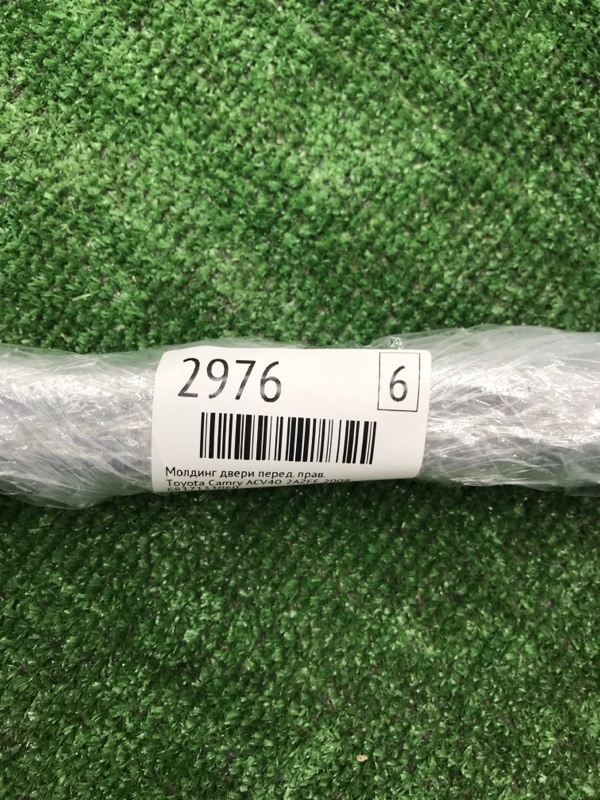 2976
6
Молдинг двери перед. прав.
Toyota Camry ACV40 2AZFE 2008